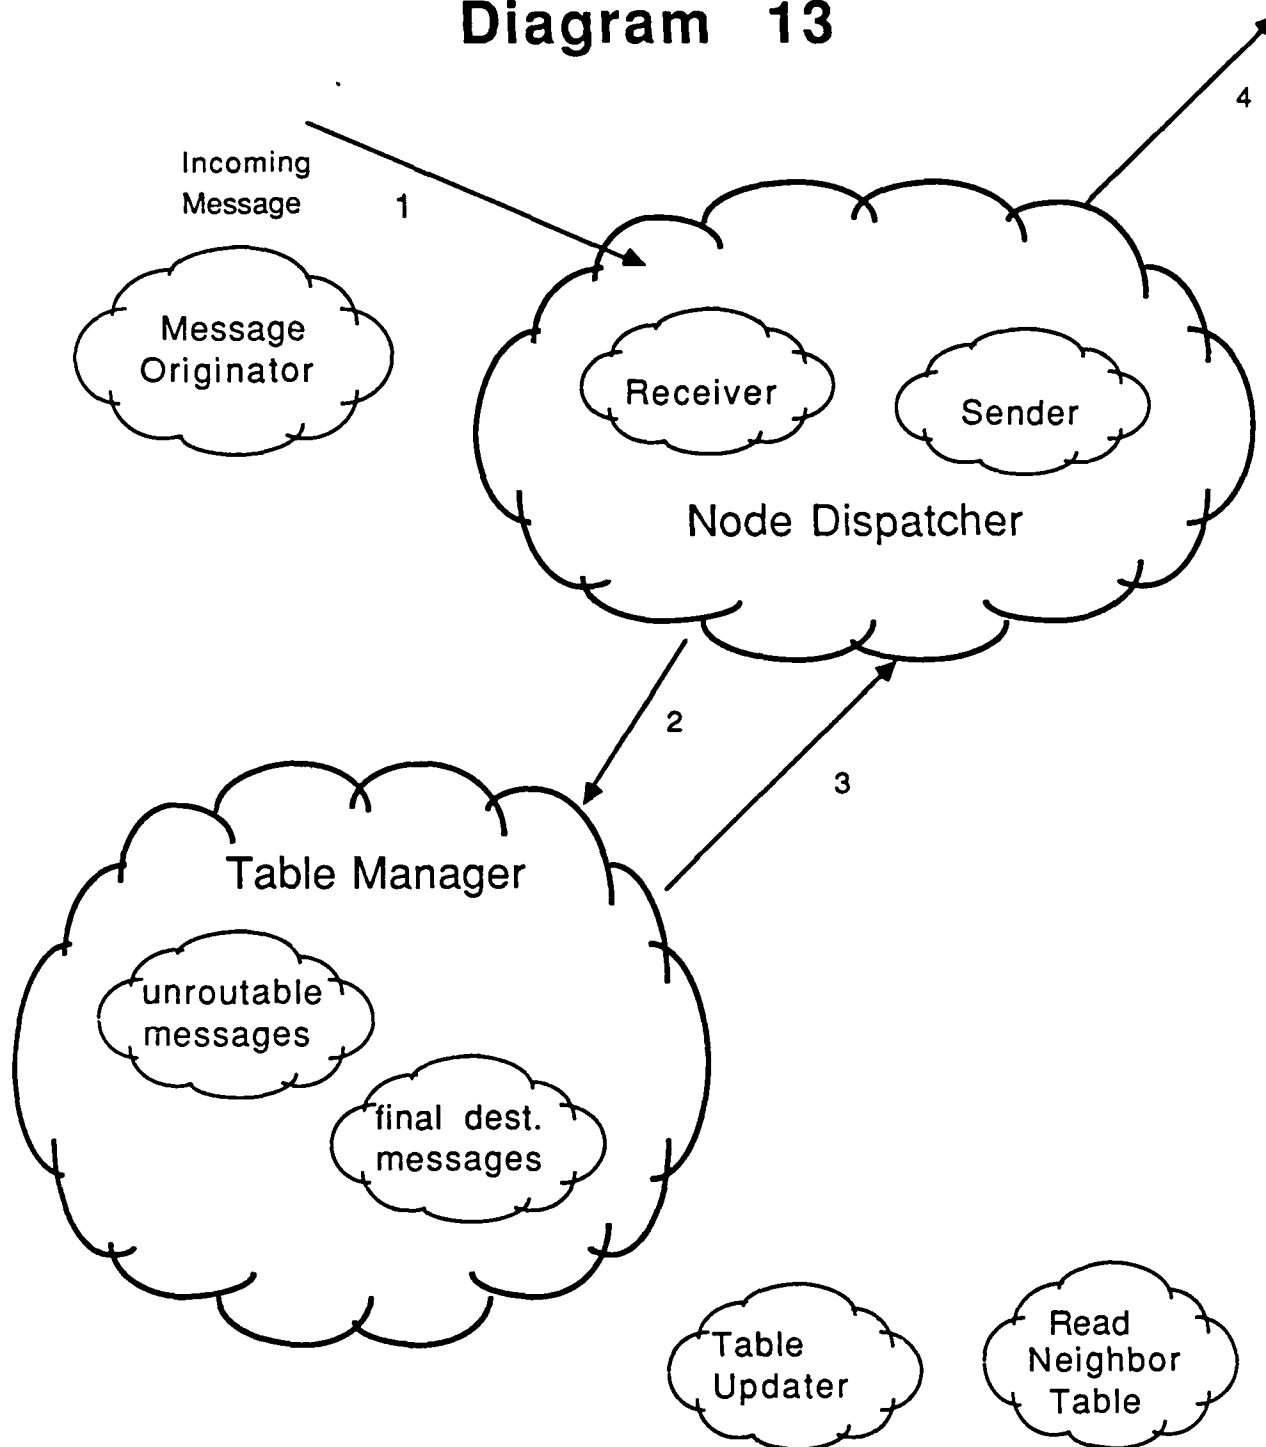 Diagram 13
4
Incoming
Message
1
Message
Originator
Receiver
Sender
Node Dispatcher
2
3
Table Manager
unroutable
messages
final dest.
messages
Table
Updater
Read
Neighbor
Table